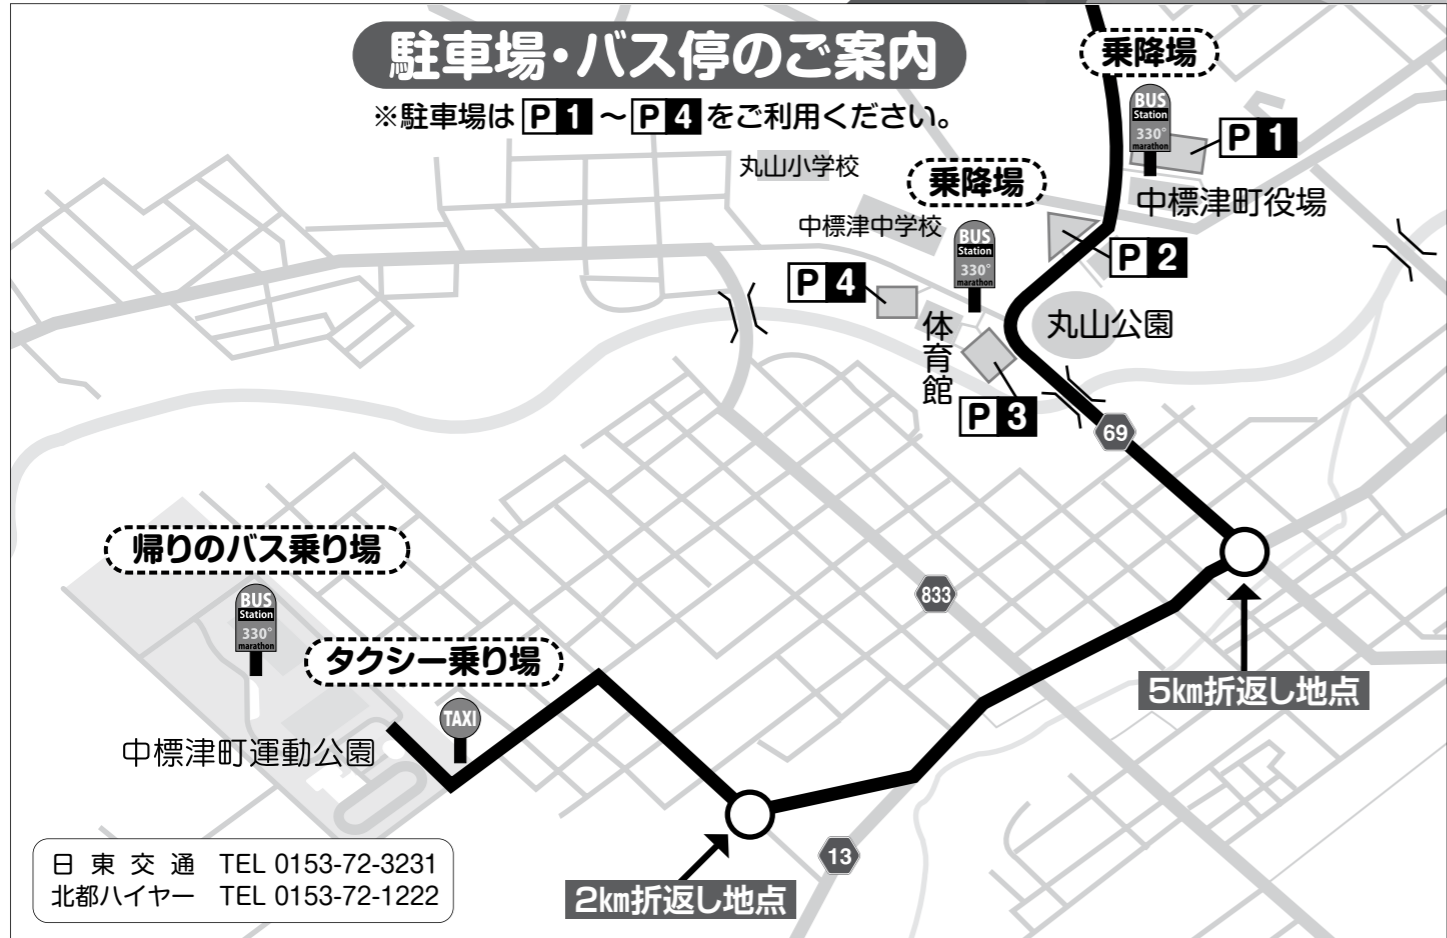 駐車場・バス停のご案内
※駐車場は P 1 ～ P 4 をご利用ください。
乗降場
BUS
Station
330°
marathon
P 1
中標津町役場
丸山小学校
乗降場
中標津中学校
BUS
Station
330°
marathon
P 2
P 4
体育館
丸山公園
P 3
69
帰りのバス乗り場
BUS
Station
330°
marathon
833
タクシー乗り場
TAXI
5㎞折返し地点
中標津町運動公園
13
2㎞折返し地点
日東交通 TEL 0153-72-3231
北都ハイヤー TEL 0153-72-1222